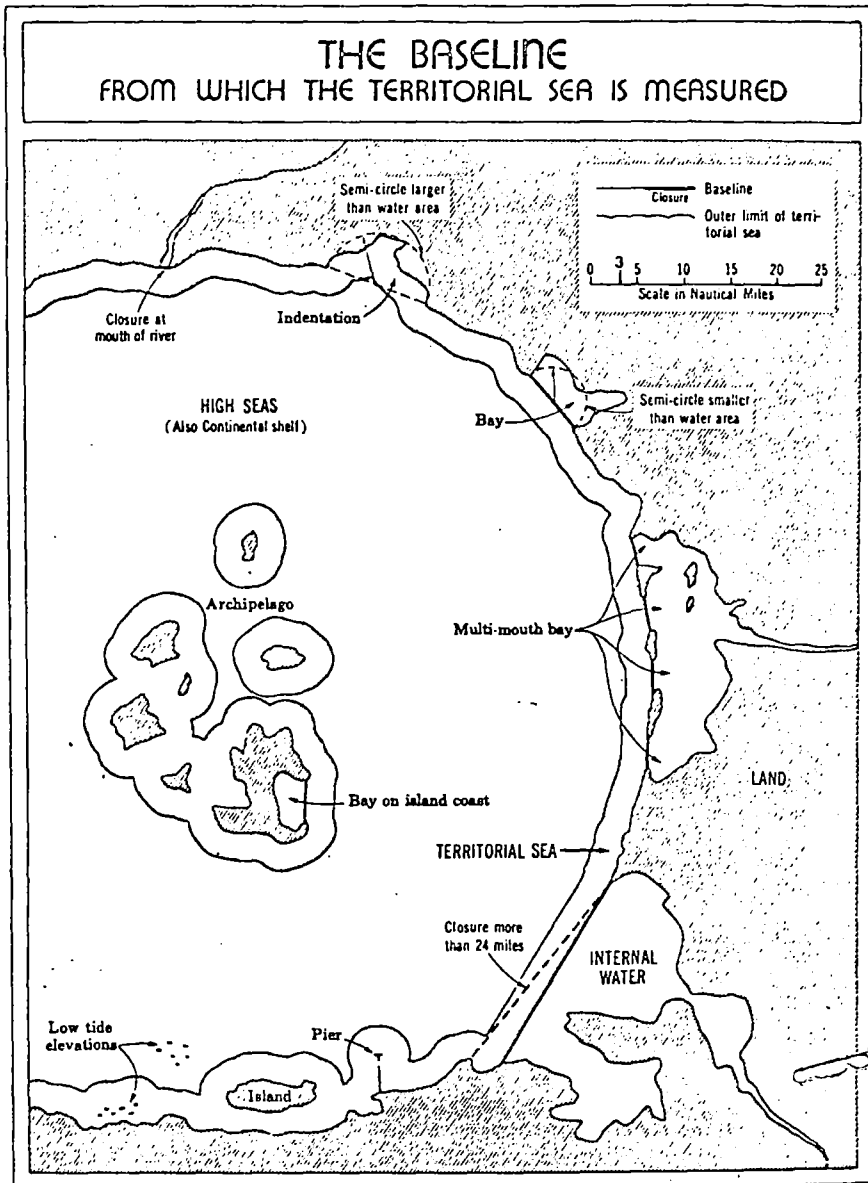 THE BASELINE
FROM WHICH THE TERRITORIAL SEA IS MEASURED
Semi-circle larger
than water area
Baseline
Closure
Outer limit of terri-
torial sea
3
0 5 10 15 20 25
Scale in Nautical Miles
Closure at
mouth of river
Indentation
HIGH SEAS
(Also Continental shelf)
Bay
Semi-circle smaller
than water area
Archipelago
Multi-mouth bay
LAND
Bay on island coast
TERRITORIAL SEA
Closure more
than 24 miles
INTERNAL
WATER
Low tide
elevations
Pier
Island